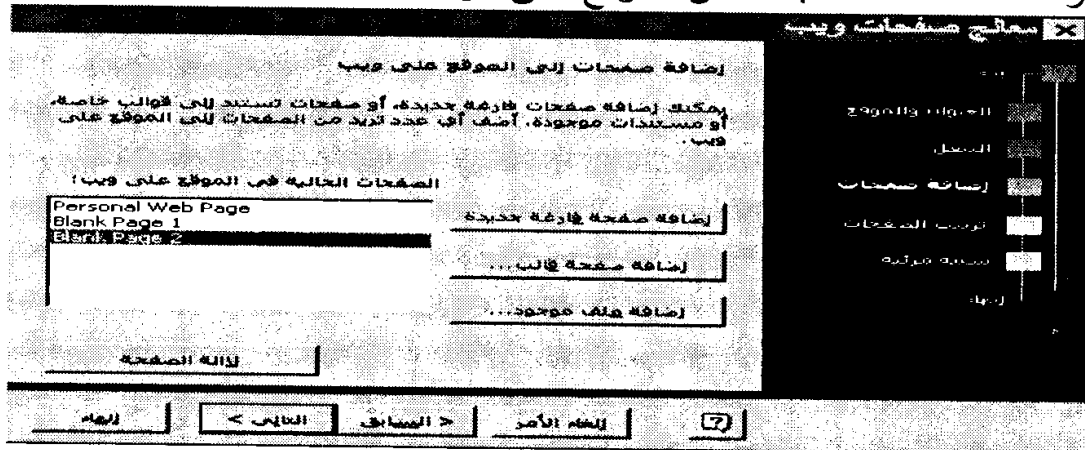 معالج صفحات ويب
بدء
العنوان والموقع
التنقل
إضافة صفحات
ترتيب الصفحات
سمة مرئية
إنهاء
إضافة صفحات إلى الموقع على ويب
يمكنك إضافة صفحات فارغة جديدة، أو صفحات تستند إلى قوالب خاصة،
أو مستندات موجودة. أضف أي عدد تريد من الصفحات إلى الموقع على
ويب.
الصفحات الحالية في الموقع على ويب:
Personal Web Page
Blank Page 1
Blank Page 2
إضافة صفحة فارغة جديدة
إضافة صفحة قالب...
إضافة ملف موجود...
إزالة الصفحة
إلغاء الأمر
< السابق
التالي >
إنهاء